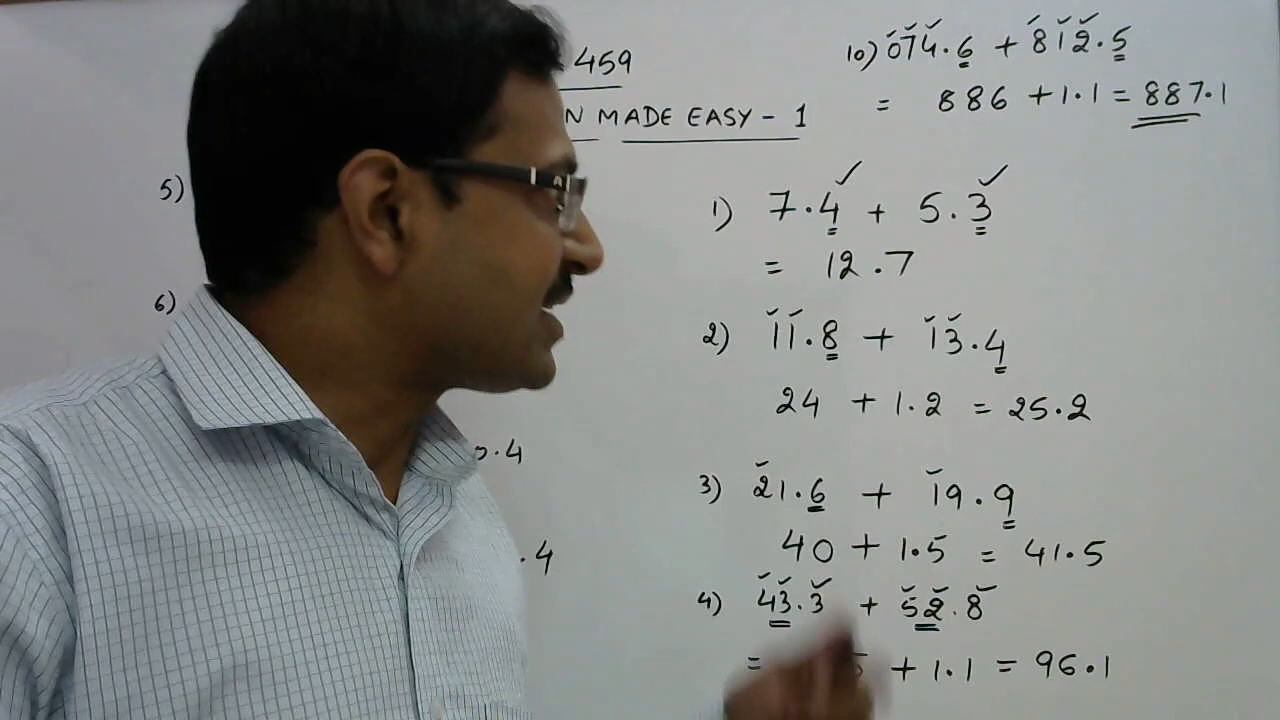 459
N MADE EASY - 1
10) 074.6 + 812.5
= 886 + 1.1 = 887.1
5)
1) 7.4 + 5.3
= 12.7
6)
2) 11.8 + 13.4
24 + 1.2 = 25.2
.4
3) 21.6 + 19.9
40 + 1.5 = 41.5
.4
4) 43.3 + 52.8
= + 1.1 = 96.1